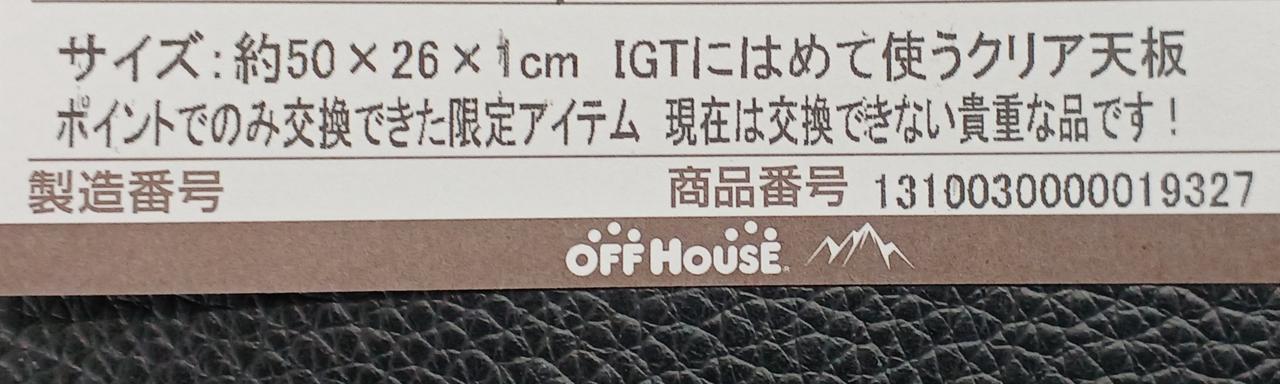 サイズ:約50×26×1cm IGTにはめて使うクリア天板
ポイントでのみ交換できた限定アイテム 現在は交換できない貴重な品です!
製造番号 商品番号 1310030000019327
OFF HOUSE